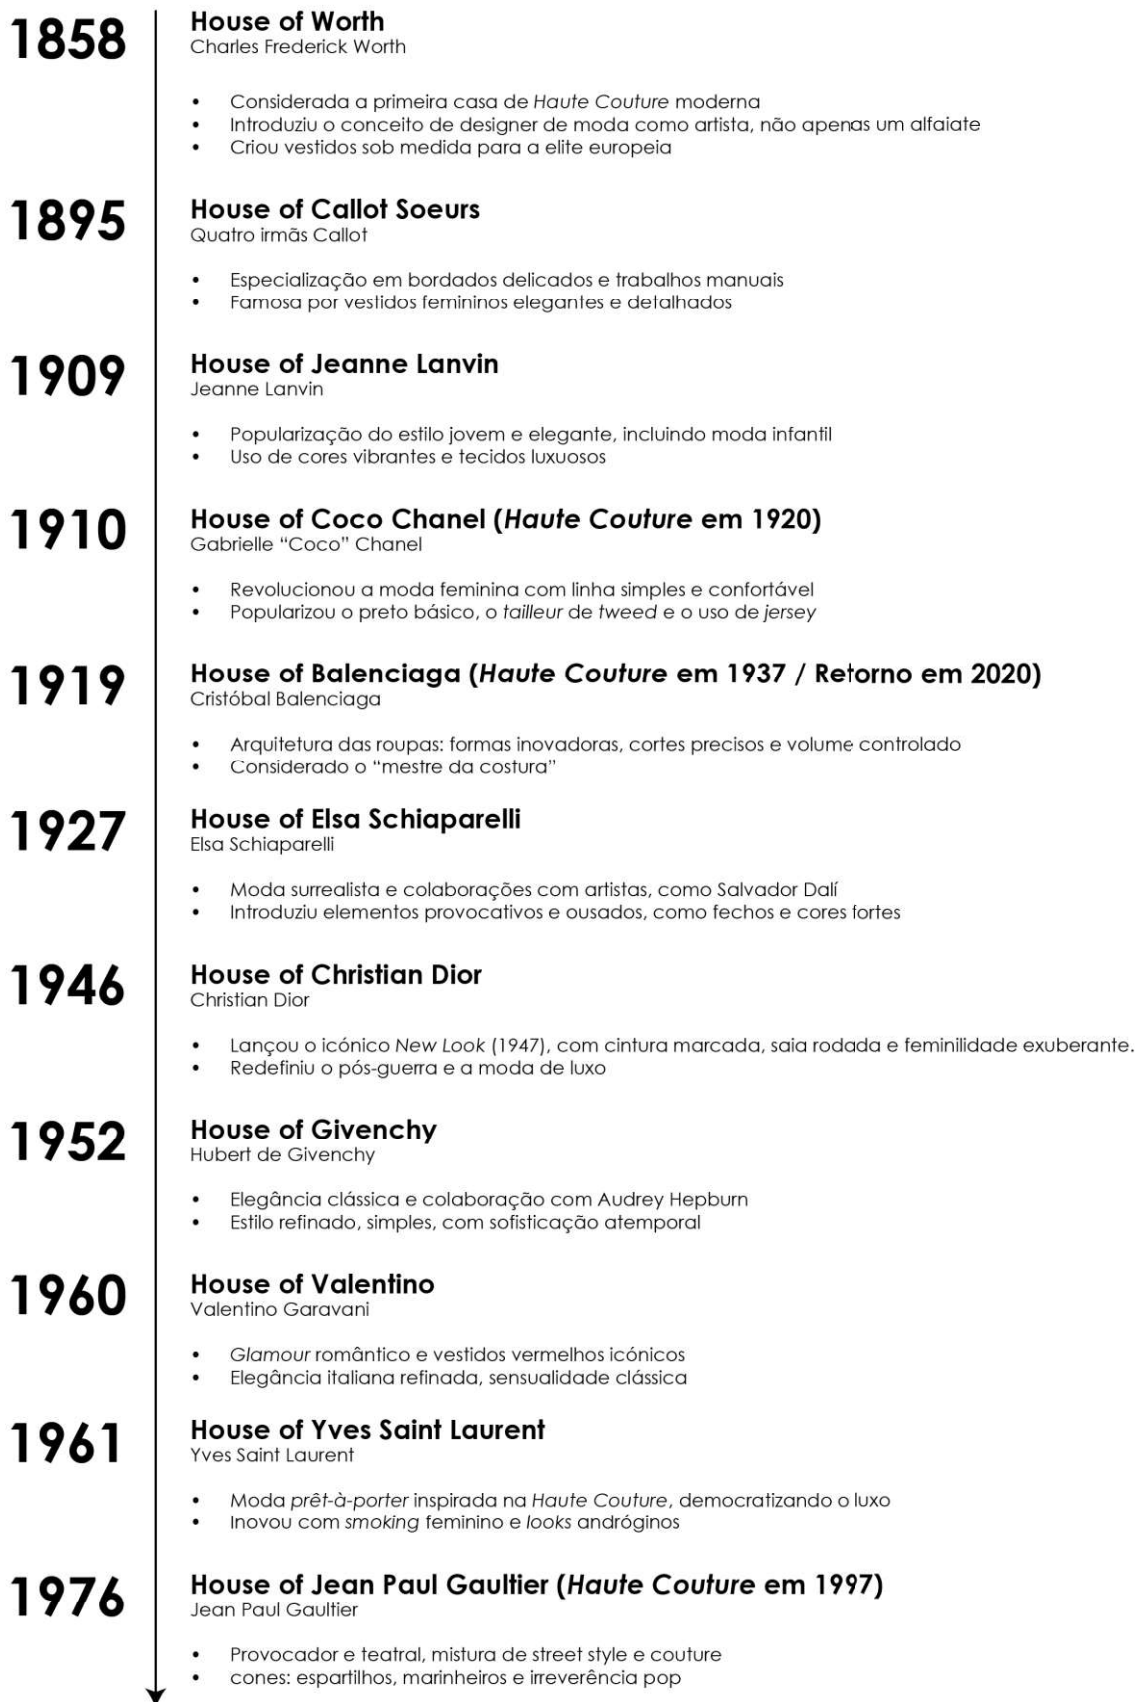 1858
House of Worth
Charles Frederick Worth
• Considerada a primeira casa de Haute Couture moderna
• Introduziu o conceito de designer de moda como artista, não apenas um alfaiate
• Criou vestidos sob medida para a elite europeia
1895
House of Callot Soeurs
Quatro irmãs Callot
• Especialização em bordados delicados e trabalhos manuais
• Famosa por vestidos femininos elegantes e detalhados
1909
House of Jeanne Lanvin
Jeanne Lanvin
• Popularização do estilo jovem e elegante, incluindo moda infantil
• Uso de cores vibrantes e tecidos luxuosos
1910
House of Coco Chanel (Haute Couture em 1920)
Gabrielle “Coco” Chanel
• Revolucionou a moda feminina com linha simples e confortável
• Popularizou o preto básico, o tailleur de tweed e o uso de jersey
1919
House of Balenciaga (Haute Couture em 1937 / Retorno em 2020)
Cristóbal Balenciaga
• Arquitetura das roupas: formas inovadoras, cortes precisos e volume controlado
• Considerado o “mestre da costura”
1927
House of Elsa Schiaparelli
Elsa Schiaparelli
• Moda surrealista e colaborações com artistas, como Salvador Dalí
• Introduziu elementos provocativos e ousados, como fechos e cores fortes
1946
House of Christian Dior
Christian Dior
• Lançou o icónico New Look (1947), com cintura marcada, saia rodada e feminilidade exuberante.
• Redefiniu o pós-guerra e a moda de luxo
1952
House of Givenchy
Hubert de Givenchy
• Elegância clássica e colaboração com Audrey Hepburn
• Estilo refinado, simples, com sofisticação atemporal
1960
House of Valentino
Valentino Garavani
• Glamour romântico e vestidos vermelhos icónicos
• Elegância italiana refinada, sensualidade clássica
1961
House of Yves Saint Laurent
Yves Saint Laurent
• Moda prêt-à-porter inspirada na Haute Couture, democratizando o luxo
• Inovou com smoking feminino e looks andróginos
1976
House of Jean Paul Gaultier (Haute Couture em 1997)
Jean Paul Gaultier
• Provocador e teatral, mistura de street style e couture
• cones: espartilhos, marinheiros e irreverência pop